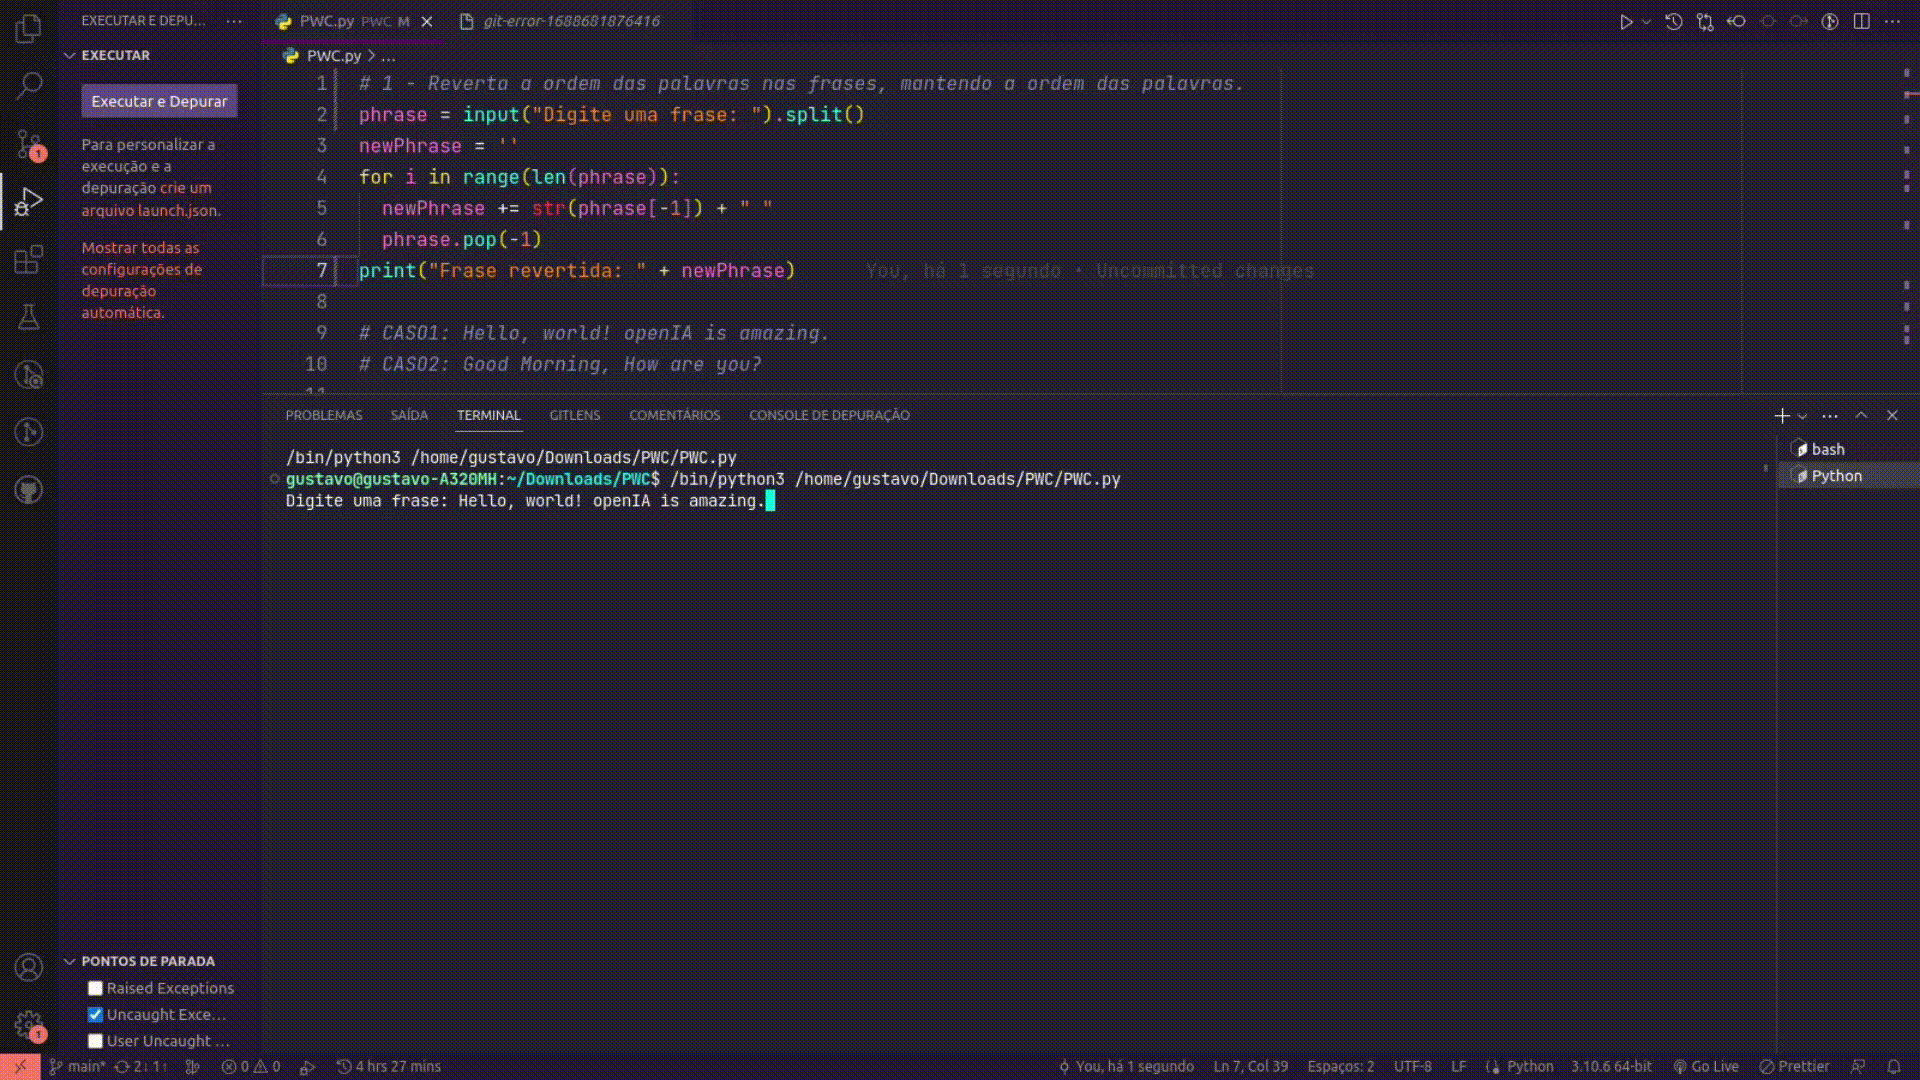 EXECUTAR E DEPU... ···
PWC.py PWC M
git-error-1688681876416
EXECUTAR
Executar e Depurar
Para personalizar a
execução e a
depuração crie um
arquivo launch.json.
Mostrar todas as
configurações de
depuração
automática.
PWC.py > ...
1 # 1 - Reverta a ordem das palavras nas frases, mantendo a ordem das palavras.
2 phrase = input("Digite uma frase: ").split()
3 newPhrase = ''
4 for i in range(len(phrase)):
5 newPhrase += str(phrase[-1]) + " "
6 phrase.pop(-1)
7 print("Frase revertida: " + newPhrase) You, há 1 segundo • Uncommitted changes
8
9 # CASO1: Hello, world! openIA is amazing.
10 # CASO2: Good Morning, How are you?
11
PROBLEMAS SAÍDA TERMINAL GITLENS COMENTÁRIOS CONSOLE DE DEPURAÇÃO
/bin/python3 /home/gustavo/Downloads/PWC/PWC.py
gustavo@gustavo-A320MH:~/Downloads/PWC$ /bin/python3 /home/gustavo/Downloads/PWC/PWC.py
Digite uma frase: Hello, world! openIA is amazing.
bash
Python
PONTOS DE PARADA
Raised Exceptions
Uncaught Exce...
User Uncaught ...
1
1
main* 2↓ 1↑ 0 0 4 hrs 27 mins You, há 1 segundo Ln 7, Col 39 Espaços: 2 UTF-8 LF Python 3.10.6 64-bit Go Live Prettier